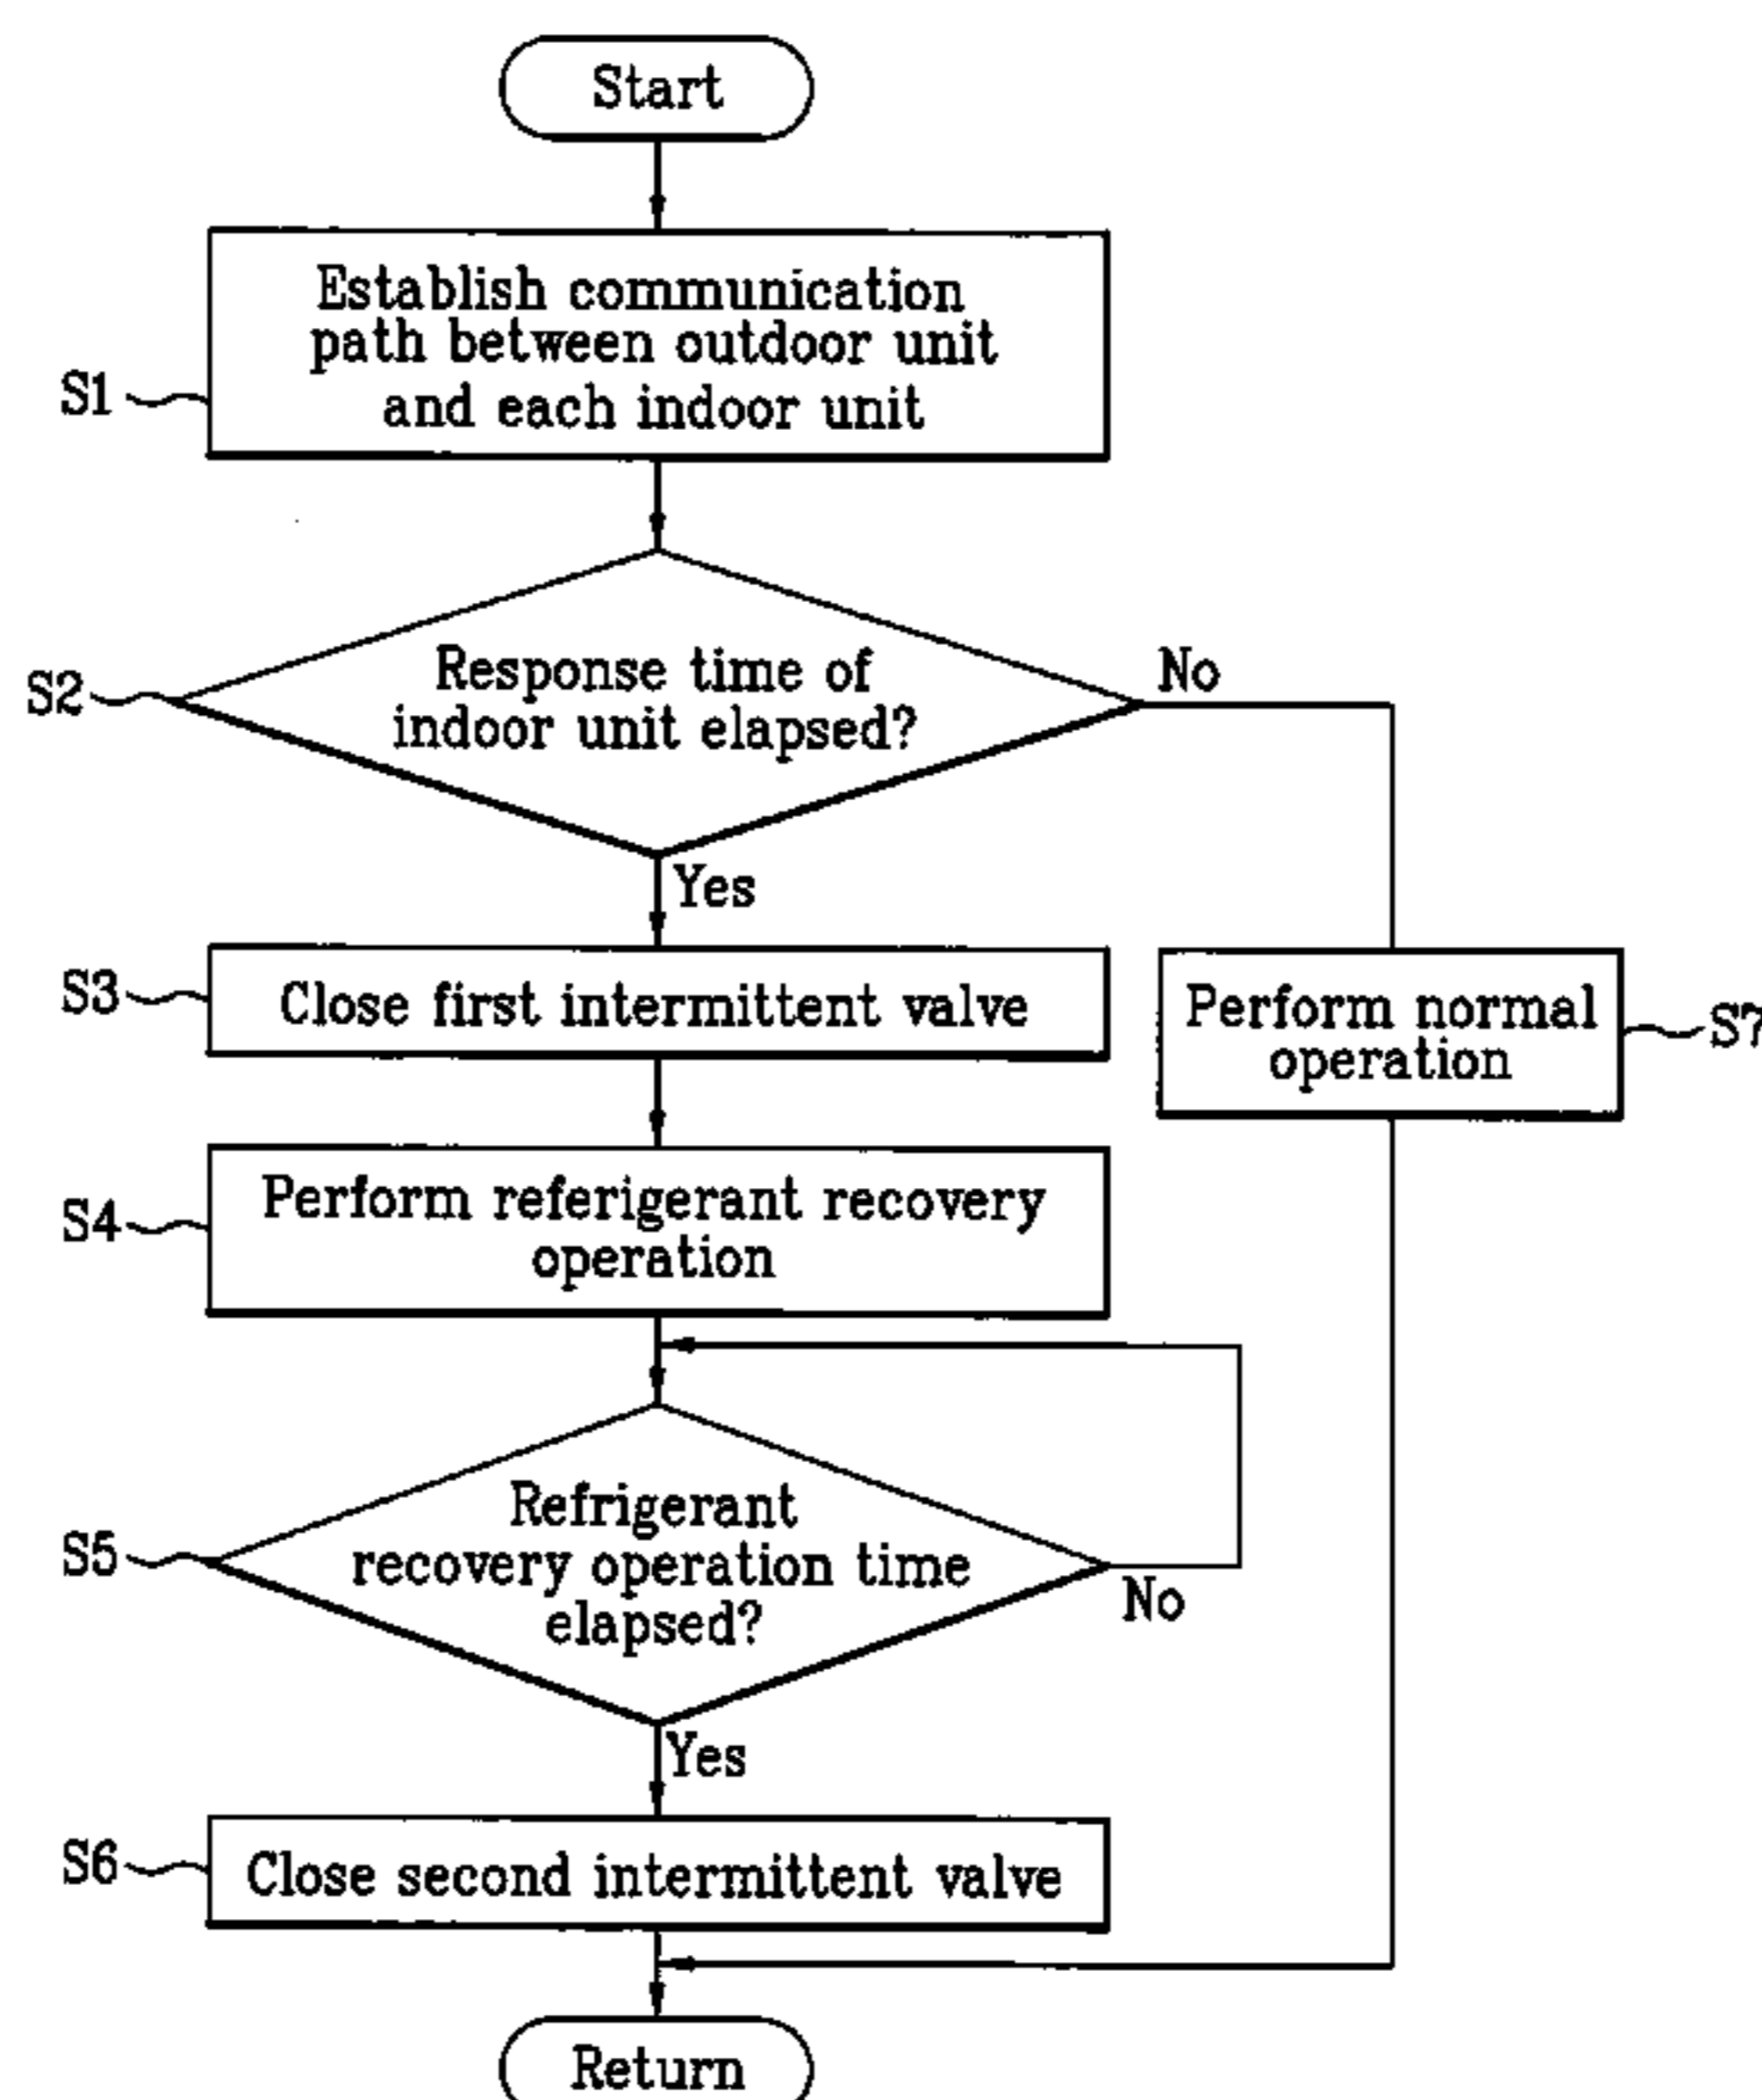 Start
Establish communication
path between outdoor unit
and each indoor unit
S1
Response time of
indoor unit elapsed?
S2
No
Yes
Close first intermittent valve
S3
Perform normal
operation
S7
Perform referigerant recovery
operation
S4
Refrigerant
recovery operation time
elapsed?
S5
No
Yes
Close second intermittent valve
S6
Return